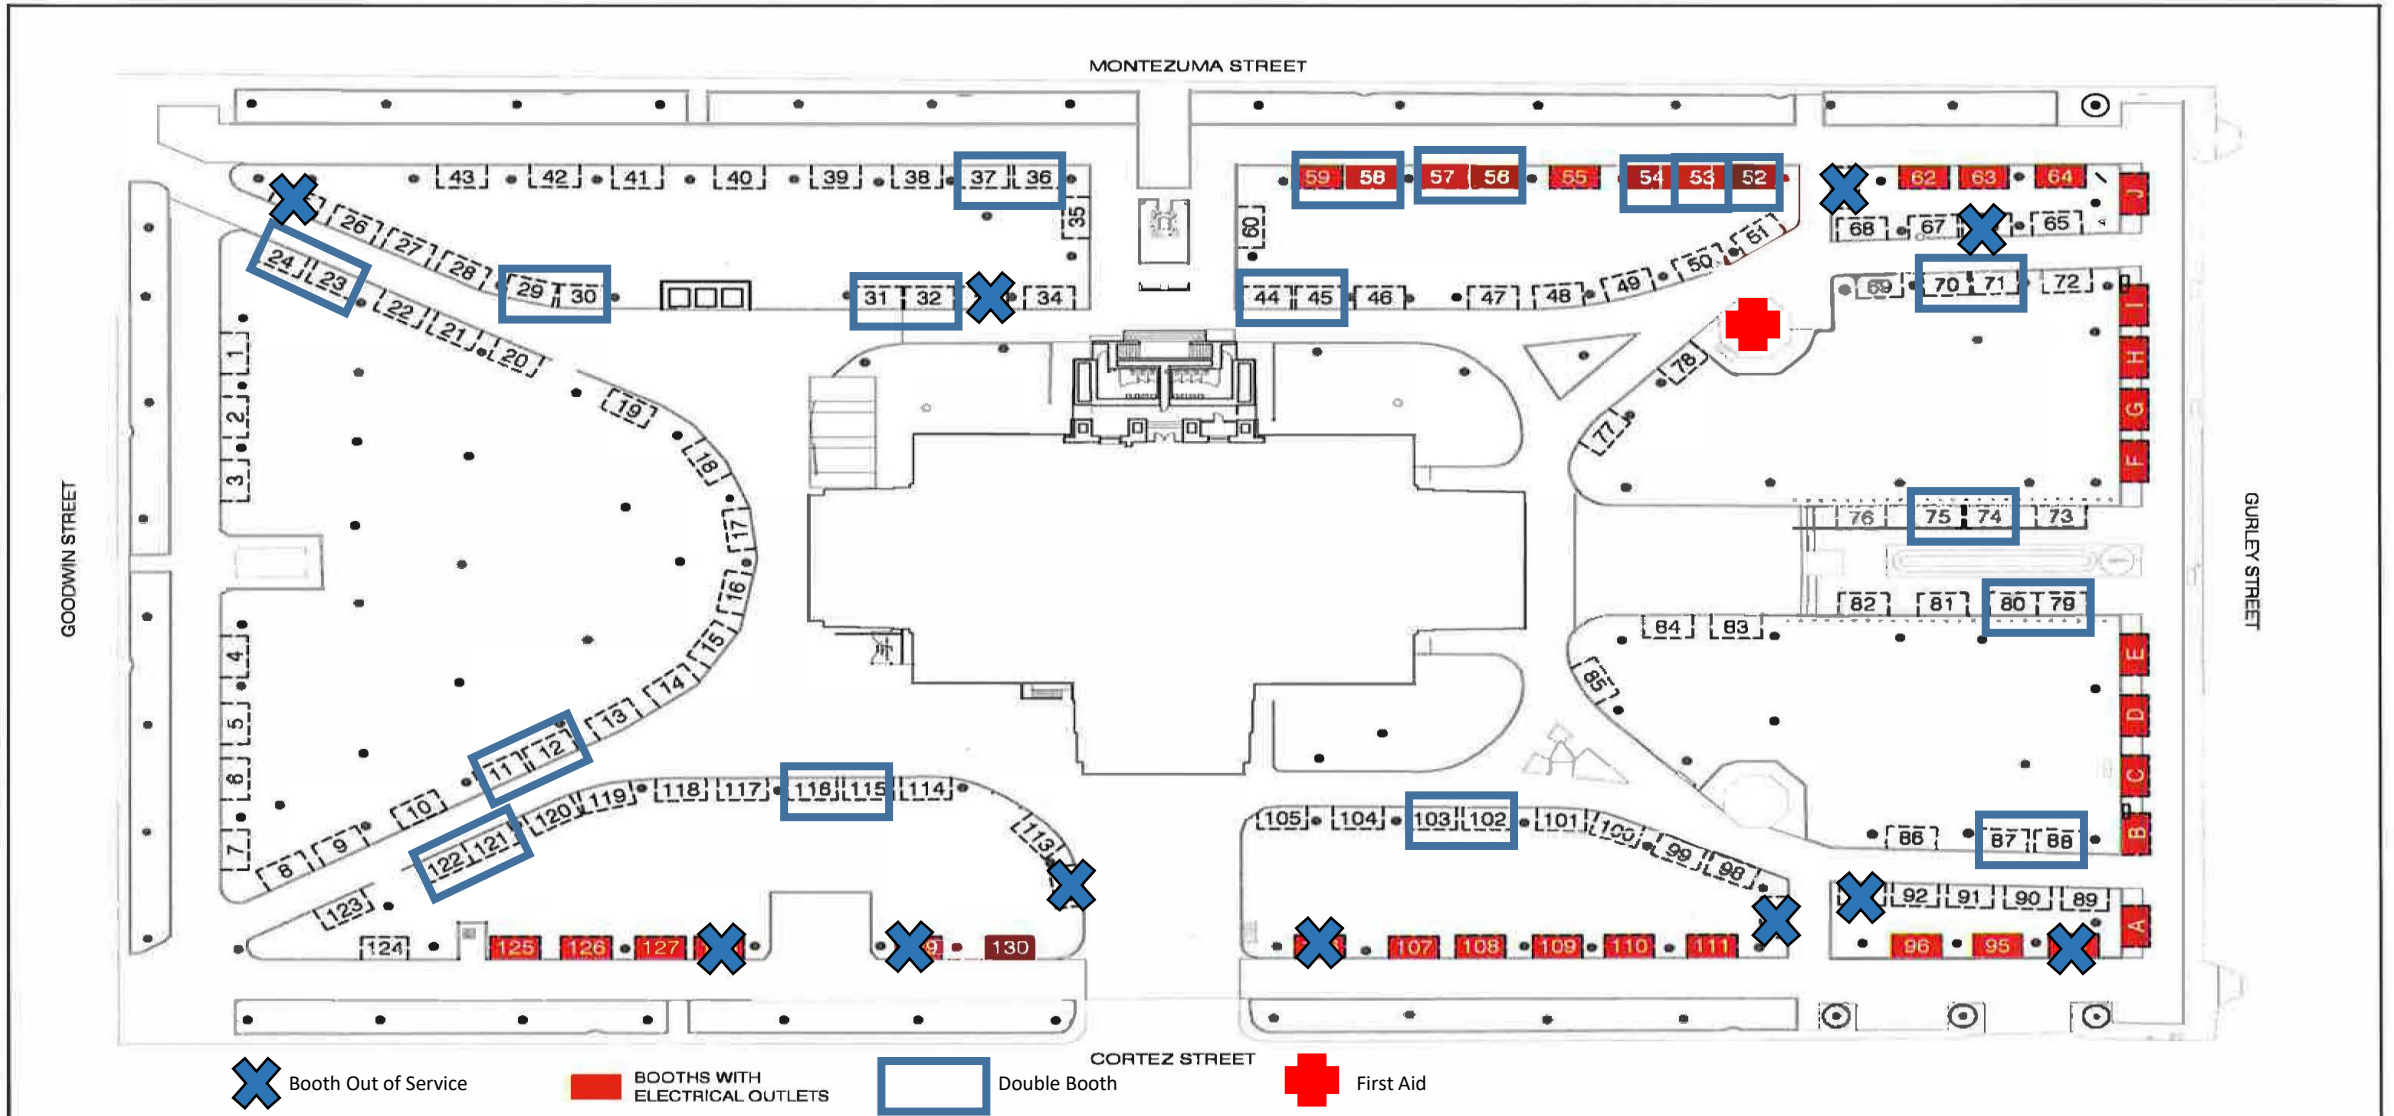 MONTEZUMA STREET
43 42 41 40 39 38 37 36
59 58 57 56 55 54 53 52
62 63 64
J
26 27 28 29 30 31 32 34
35
60
44 45 46 47 48 49 50 51
68 67 65
24 23 22 21 20 19 18 17 16 15 14 13 12 11 10 9 8
69 70 71 72
I
H
G
F
78
77
1
2
3
GOODWIN STREET
GURLEY STREET
76 75 74 73
82 81 80 79
84 83
85
E
D
C
B
4
5
6
7
122 121 120 119 118 117 116 115 114
113
123
105 104 103 102 101 100 99 98
86 87 88
92 91 90 89
A
124 125 126 127
9 130
107 108 109 110 111
96 95
CORTEZ STREET
Booth Out of Service
BOOTHS WITH
ELECTRICAL OUTLETS
Double Booth
First Aid